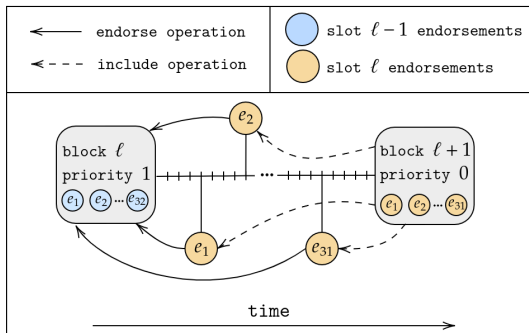 endorse operation
include operation
slot ℓ − 1 endorsements
slot ℓ endorsements
e₂
block ℓ
priority 1
e₁ e₂ ··· e₃₂
···
block ℓ + 1
priority 0
e₁ e₂ ··· e₃₁
e₁
e₃₁
time